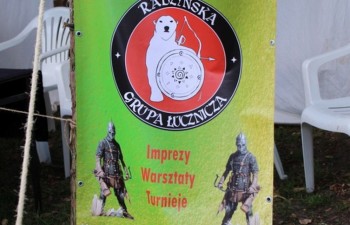 RADZYŃSKA
GRUPA ŁUCZNICZA
Imprezy
Warsztaty
Turnieje